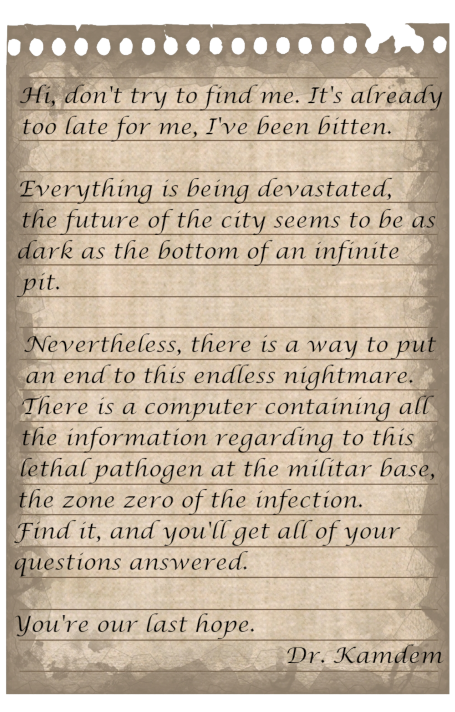 Hi, don't try to find me. It's already
too late for me, I've been bitten.
Everything is being devastated,
the future of the city seems to be as
dark as the bottom of an infinite
pit.
Nevertheless, there is a way to put
an end to this endless nightmare.
There is a computer containing all
the information regarding to this
lethal pathogen at the militar base,
the zone zero of the infection.
Find it, and you'll get all of your
questions answered.
You're our last hope.
Dr. Kamdem